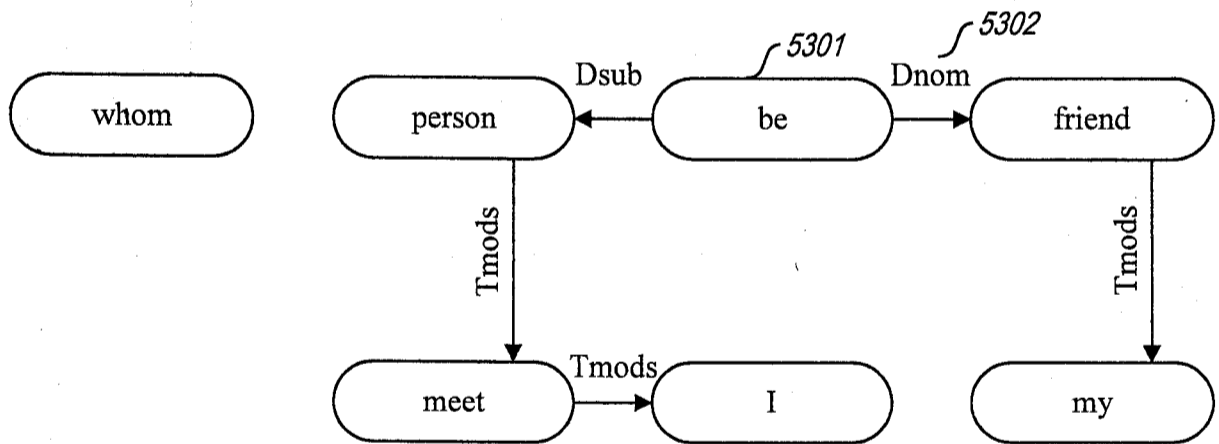 5301
5302
Dsub
Dnom
whom
person
be
friend
Tmods
Tmods
Tmods
meet
I
my